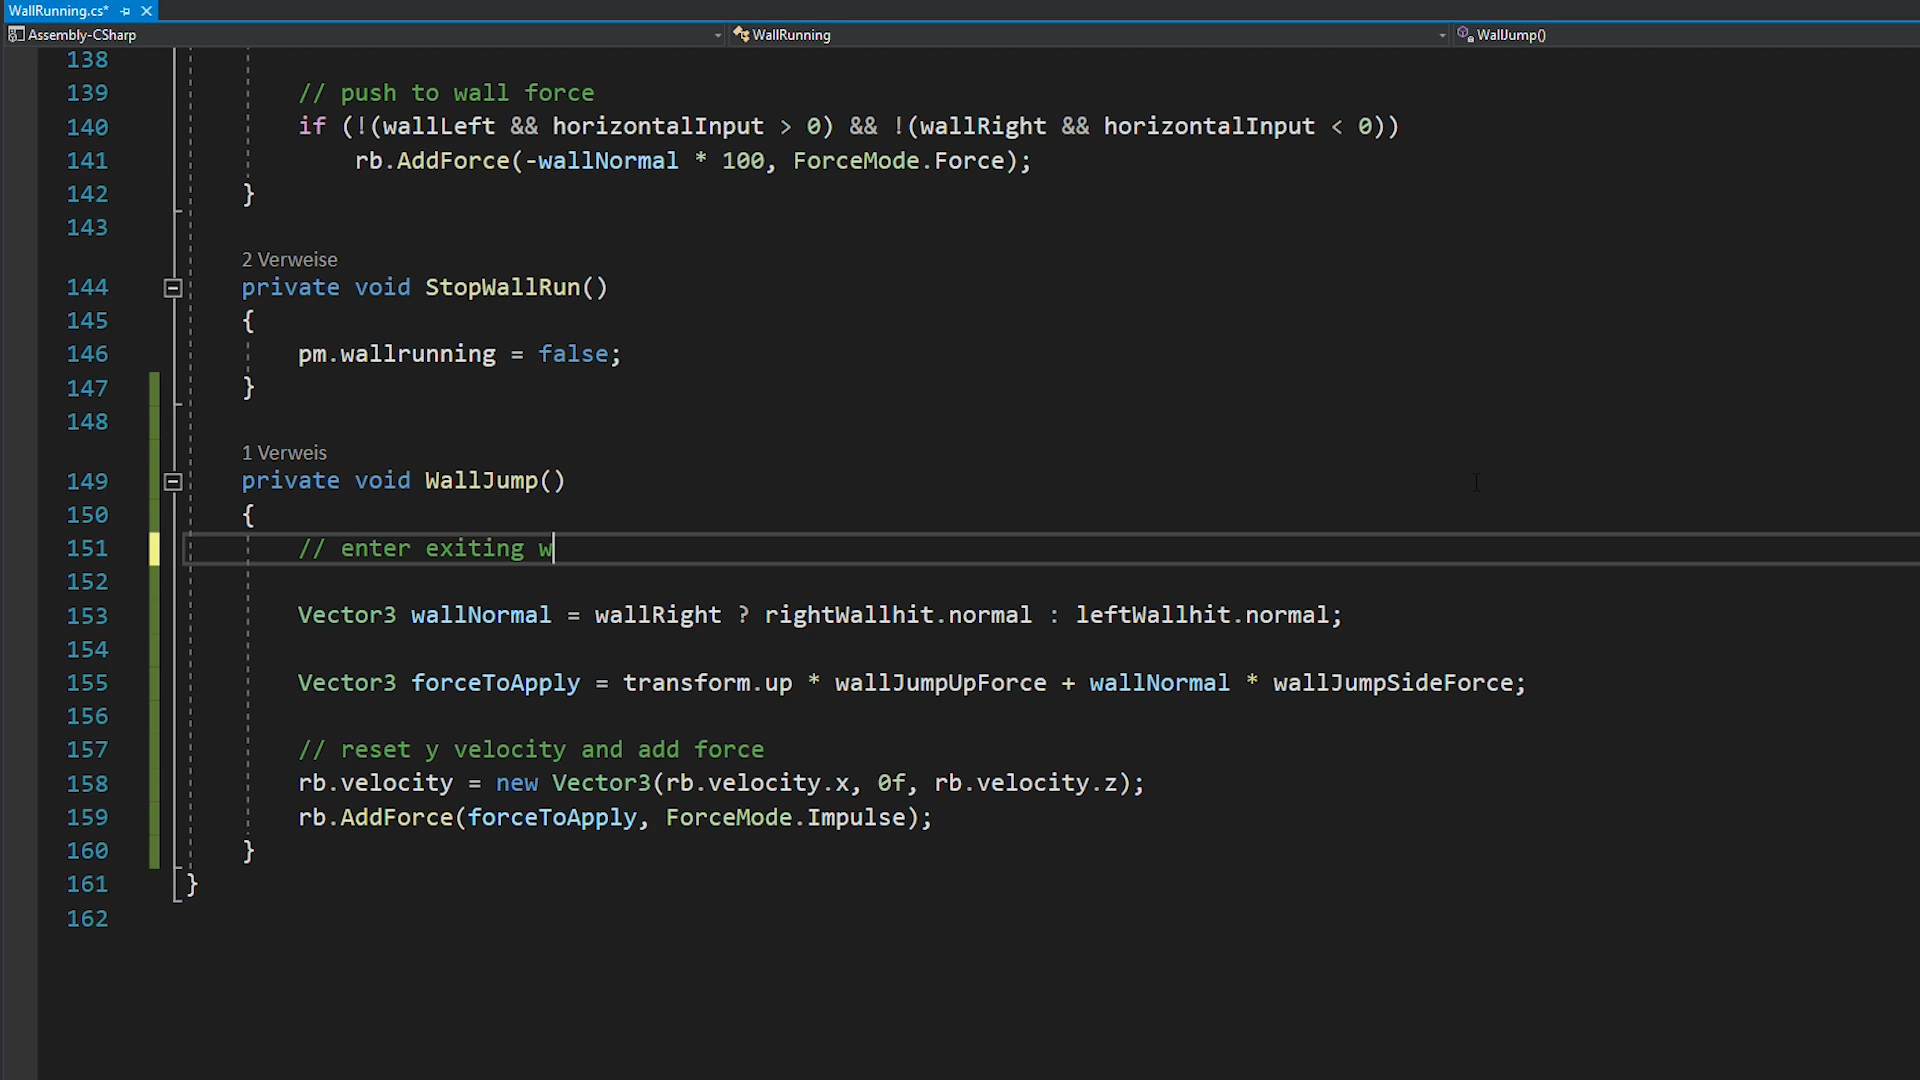 WallRunning.cs*
Assembly-CSharp WallRunning WallJump()
138
139 // push to wall force
140 if (!(wallLeft && horizontalInput > 0) && !(wallRight && horizontalInput < 0))
141 rb.AddForce(-wallNormal * 100, ForceMode.Force);
142 }
143
2 Verweise
144 private void StopWallRun()
145 {
146 pm.wallrunning = false;
147 }
148
1 Verweis
149 private void WallJump()
150 {
151 // enter exiting w
152
153 Vector3 wallNormal = wallRight ? rightWallhit.normal : leftWallhit.normal;
154
155 Vector3 forceToApply = transform.up * wallJumpUpForce + wallNormal * wallJumpSideForce;
156
157 // reset y velocity and add force
158 rb.velocity = new Vector3(rb.velocity.x, 0f, rb.velocity.z);
159 rb.AddForce(forceToApply, ForceMode.Impulse);
160 }
161 }
162